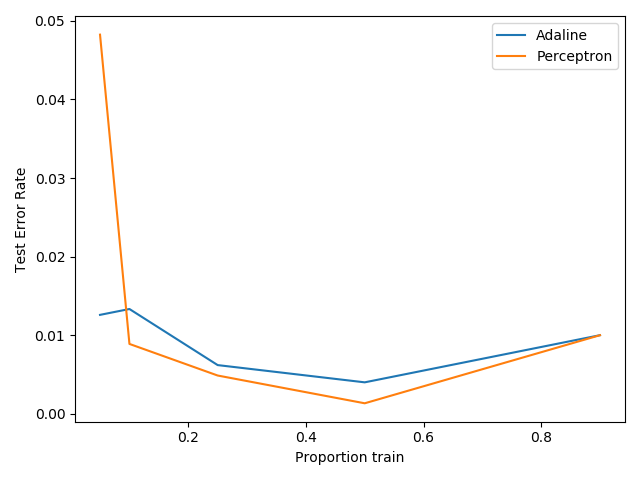 0.05
Adaline
Perceptron
0.04
0.03
Test Error Rate
0.02
0.01
0.00
0.2 0.4 0.6 0.8
Proportion train